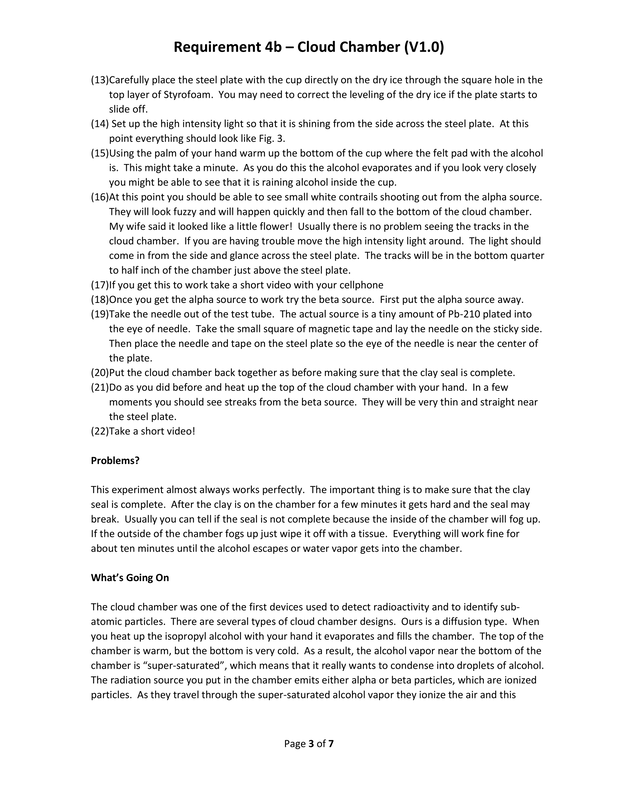 Requirement 4b – Cloud Chamber (V1.0)
(13)Carefully place the steel plate with the cup directly on the dry ice through the square hole in the
top layer of Styrofoam.  You may need to correct the leveling of the dry ice if the plate starts to
slide off.
(14) Set up the high intensity light so that it is shining from the side across the steel plate.  At this
point everything should look like Fig. 3.
(15)Using the palm of your hand warm up the bottom of the cup where the felt pad with the alcohol
is.  This might take a minute.  As you do this the alcohol evaporates and if you look very closely
you might be able to see that it is raining alcohol inside the cup.
(16)At this point you should be able to see small white contrails shooting out from the alpha source.
They will look fuzzy and will happen quickly and then fall to the bottom of the cloud chamber.
My wife said it looked like a little flower!  Usually there is no problem seeing the tracks in the
cloud chamber.  If you are having trouble move the high intensity light around.  The light should
come in from the side and glance across the steel plate.  The tracks will be in the bottom quarter
to half inch of the chamber just above the steel plate.
(17)If you get this to work take a short video with your cellphone
(18)Once you get the alpha source to work try the beta source.  First put the alpha source away.
(19)Take the needle out of the test tube.  The actual source is a tiny amount of Pb-210 plated into
the eye of needle.  Take the small square of magnetic tape and lay the needle on the sticky side.
Then place the needle and tape on the steel plate so the eye of the needle is near the center of
the plate.
(20)Put the cloud chamber back together as before making sure that the clay seal is complete.
(21)Do as you did before and heat up the top of the cloud chamber with your hand.  In a few
moments you should see streaks from the beta source.  They will be very thin and straight near
the steel plate.
(22)Take a short video!
Problems?
This experiment almost always works perfectly.  The important thing is to make sure that the clay
seal is complete.  After the clay is on the chamber for a few minutes it gets hard and the seal may
break.  Usually you can tell if the seal is not complete because the inside of the chamber will fog up.
If the outside of the chamber fogs up just wipe it off with a tissue.  Everything will work fine for
about ten minutes until the alcohol escapes or water vapor gets into the chamber.
What's Going On
The cloud chamber was one of the first devices used to detect radioactivity and to identify sub-
atomic particles.  There are several types of cloud chamber designs.  Ours is a diffusion type.  When
you heat up the isopropyl alcohol with your hand it evaporates and fills the chamber.  The top of the
chamber is warm, but the bottom is very cold.  As a result, the alcohol vapor near the bottom of the
chamber is “super-saturated”, which means that it really wants to condense into droplets of alcohol.
The radiation source you put in the chamber emits either alpha or beta particles, which are ionized
particles.  As they travel through the super-saturated alcohol vapor they ionize the air and this
Page 3 of 7